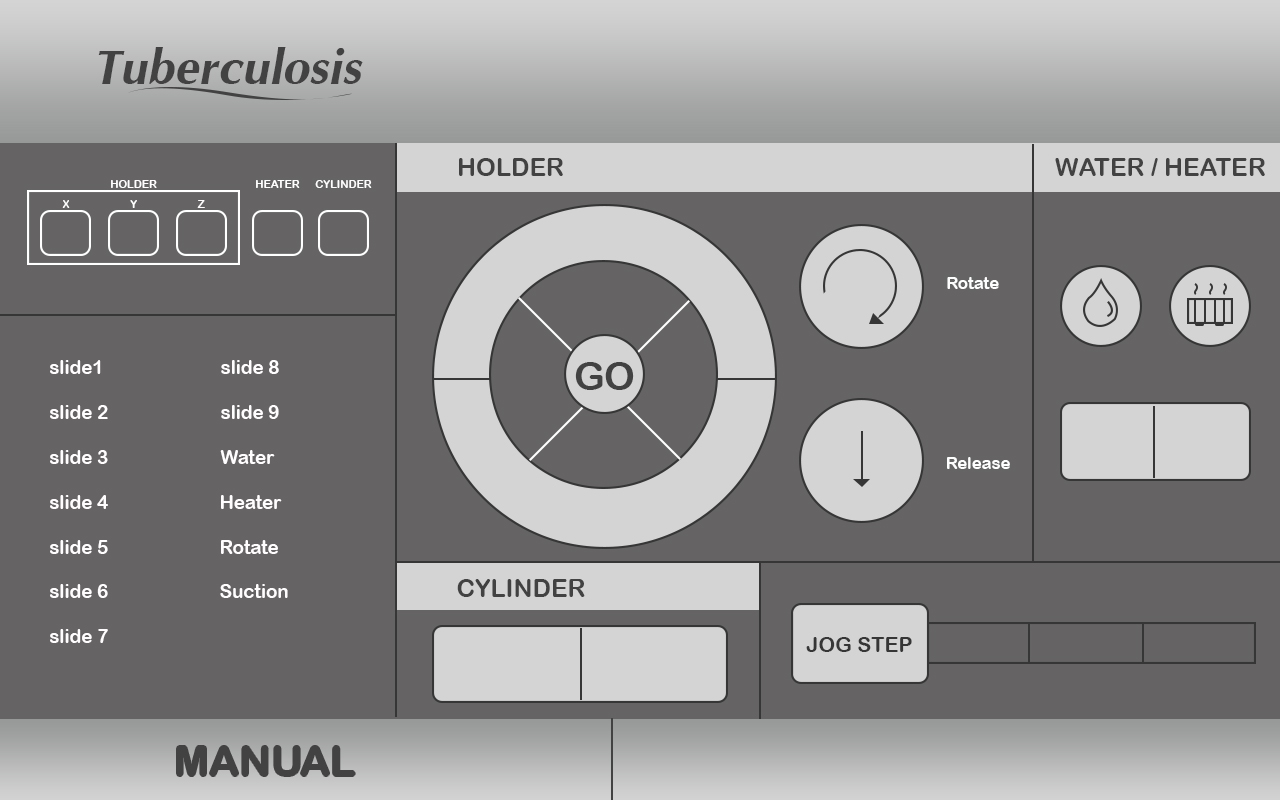 Tuberculosis
HOLDER
HEATER
CYLINDER
X
Y
Z
slide1
slide 2
slide 3
slide 4
slide 5
slide 6
slide 7
slide 8
slide 9
Water
Heater
Rotate
Suction
HOLDER
GO
Rotate
Release
WATER / HEATER
CYLINDER
JOG STEP
MANUAL